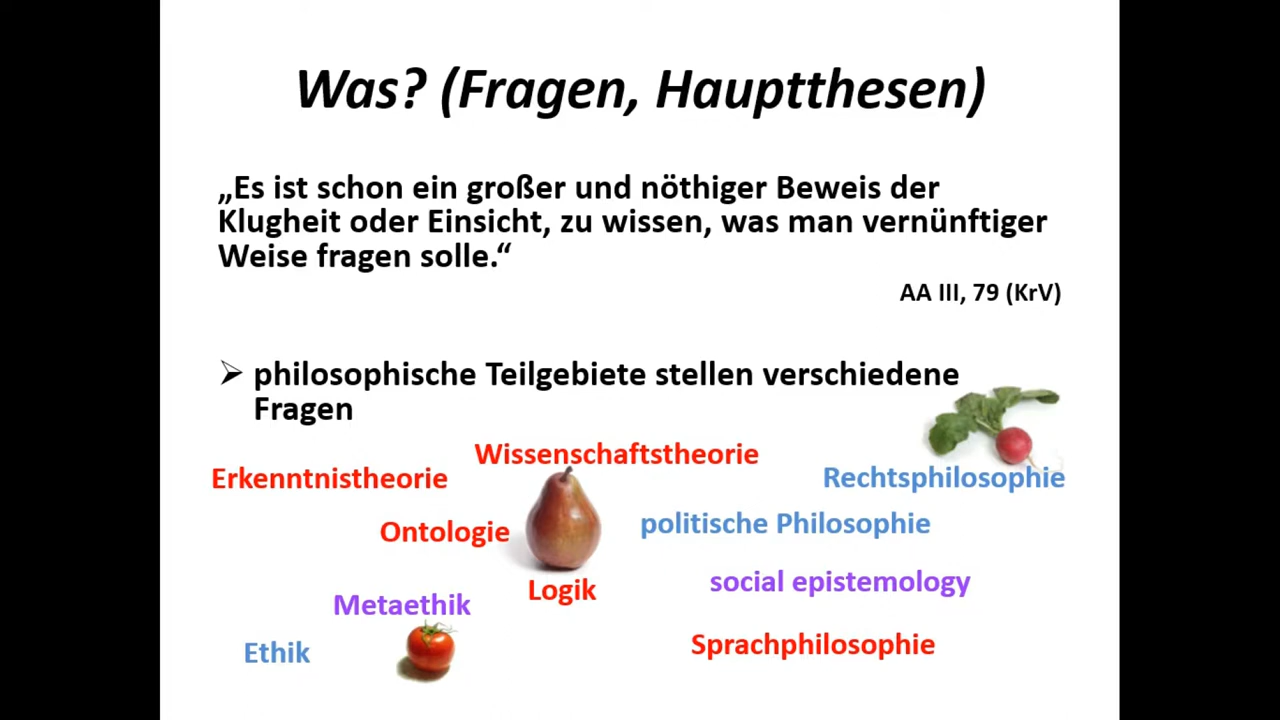 Was? (Fragen, Hauptthesen)
„Es ist schon ein großer und nöthiger Beweis der
Klugheit oder Einsicht, zu wissen, was man vernünftiger
Weise fragen solle.“
AA III, 79 (KrV)
➢ philosophische Teilgebiete stellen verschiedene
Fragen
Wissenschaftstheorie
Erkenntnistheorie
Rechtsphilosophie
politische Philosophie
Ontologie
social epistemology
Logik
Metaethik
Sprachphilosophie
Ethik